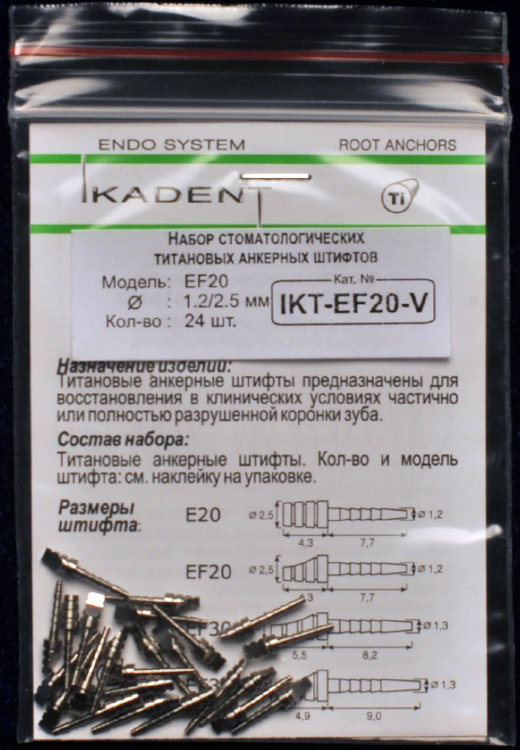 ENDO SYSTEM ROOT ANCHORS
IKADENT Ti
НАБОР СТОМАТОЛОГИЧЕСКИХ
ТИТАНОВЫХ АНКЕРНЫХ ШТИФТОВ
Модель: EF20 Кат. №
Ø : 1.2/2.5 мм IKT-EF20-V
Кол-во : 24 шт.
Назначение изделий:
Титановые анкерные штифты предназначены для
восстановления в клинических условиях частично
или полностью разрушенной коронки зуба.
Состав набора:
Титановые анкерные штифты. Кол-во и модель
штифта: см. наклейку на упаковке.
Размеры
штифта:
E20 Ø 2,5 Ø 1,2
4,3 7,7
EF20 Ø 2,5 Ø 1,2
7,7
Ø 1,3
5,5 8,2
Ø 1,3
4,9 9,0